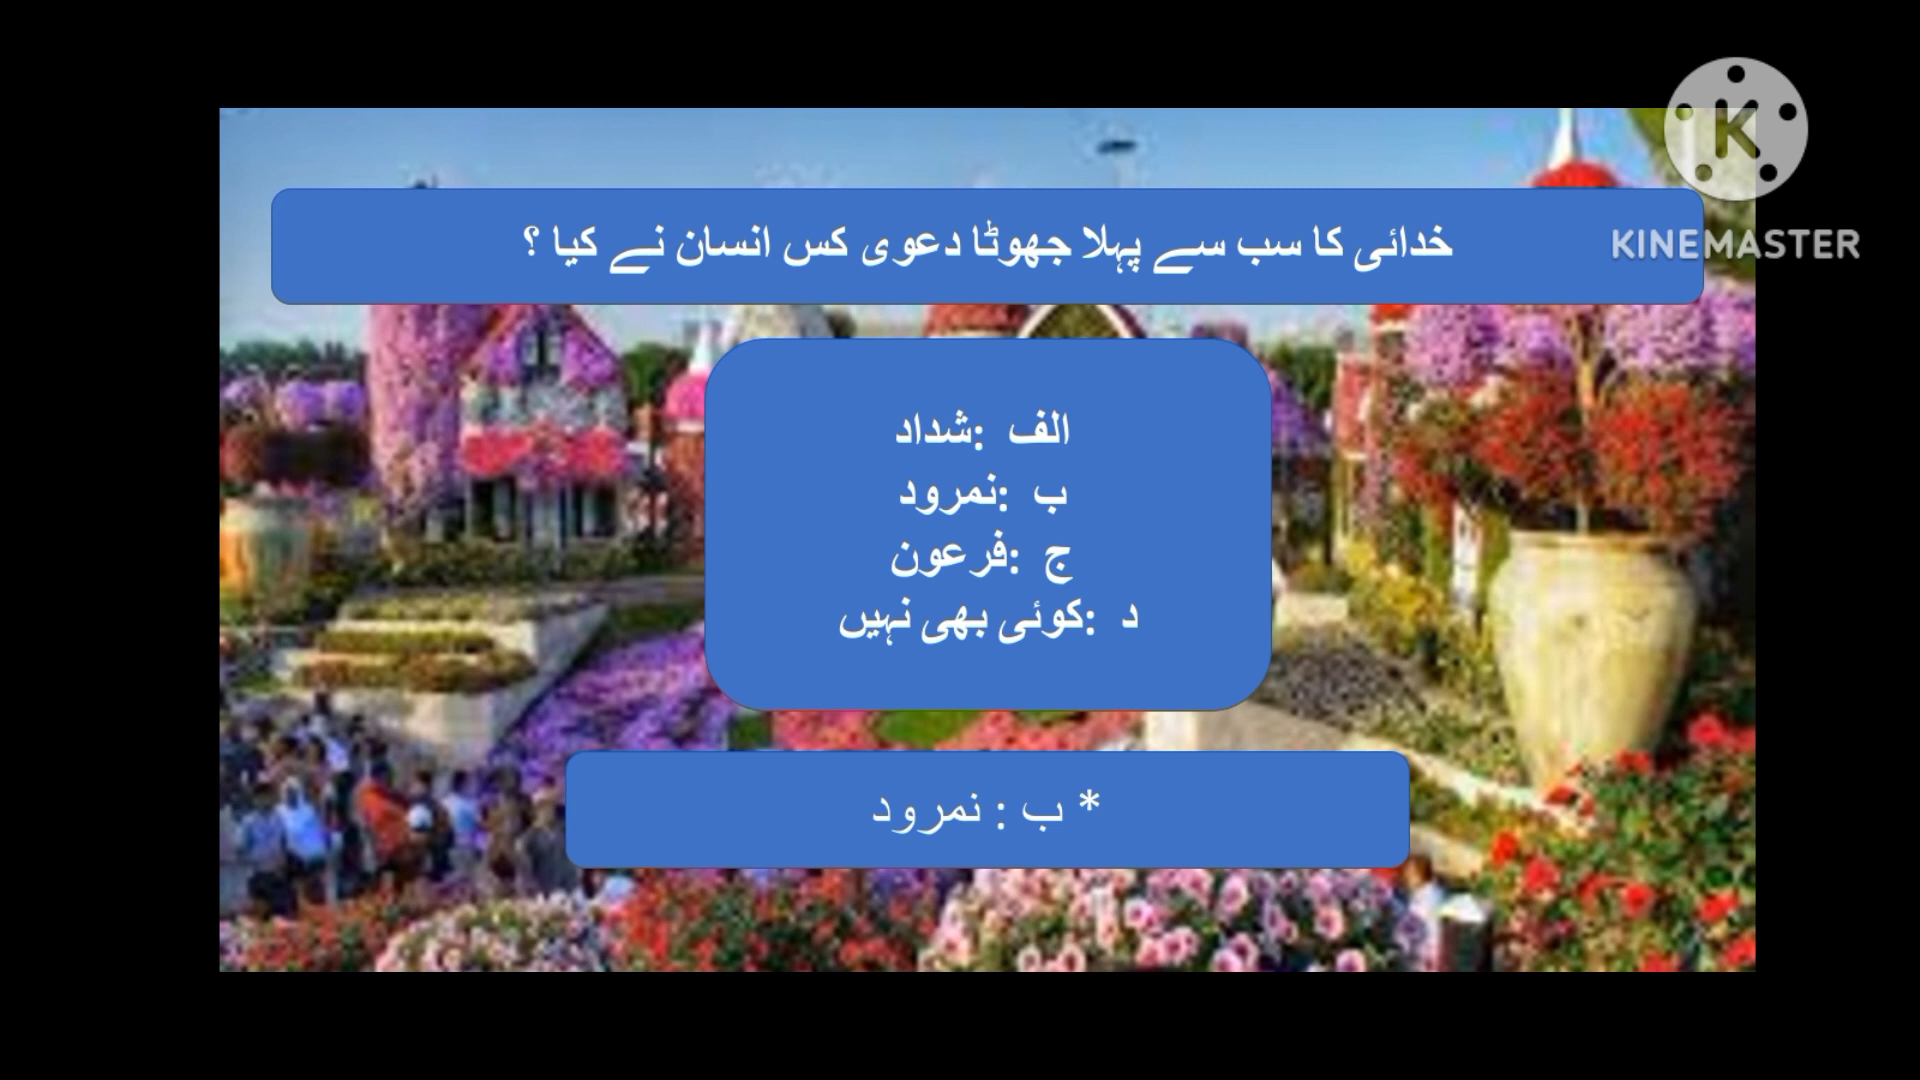 KINEMASTER
خدائی کا سب سے پہلا جھوٹا دعوی کس انسان نے کیا ؟
الف :شداد
ب :نمرود
ج :فرعون
د :کوئی بھی نہیں
* ب : نمرود